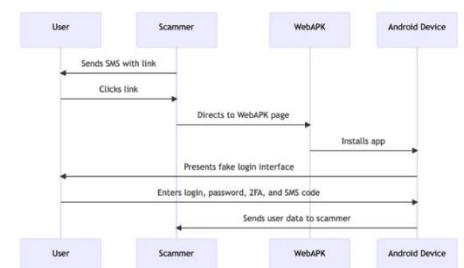 User Scammer WebAPK Android Device
Sends SMS with link
Clicks link
Directs to WebAPK page
Installs app
Presents fake login interface
Enters login, password, 2FA, and SMS code
Sends user data to scammer
User Scammer WebAPK Android Device